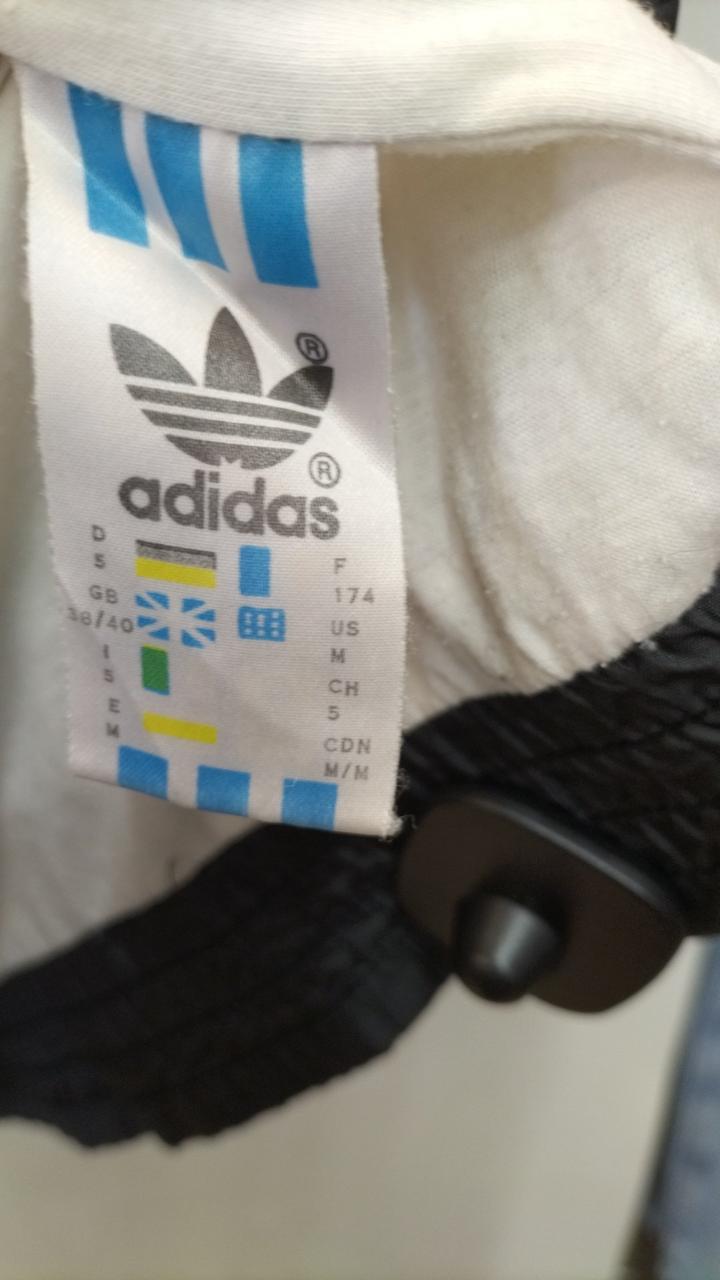 ®
®
adidas
D
5
GB
38/40
I
5
E
M
F
174
US
M
CH
5
CDN
M/M